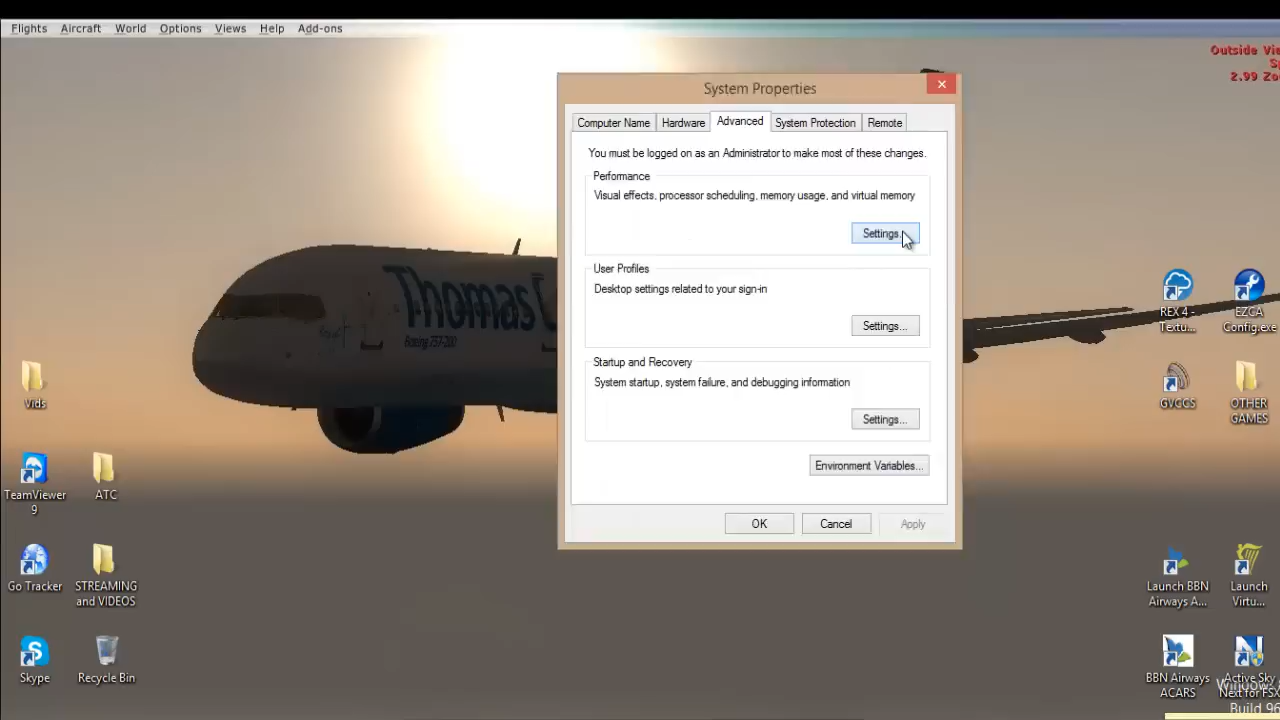 Flights Aircraft World Options Views Help Add-ons
Outside Vie
Sp
2.99 Zo
System Properties
Computer Name Hardware Advanced System Protection Remote
You must be logged on as an Administrator to make most of these changes.
Performance
Visual effects, processor scheduling, memory usage, and virtual memory
Settings...
User Profiles
Desktop settings related to your sign-in
Settings...
Startup and Recovery
System startup, system failure, and debugging information
Settings...
Environment Variables...
OK Cancel Apply
Thomas C
Boeing 757-200
Vids
TeamViewer
9
ATC
Go Tracker
STREAMING
and VIDEOS
Skype
Recycle Bin
REX 4 -
Textu...
EZCA
Config.exe
GVCCS
OTHER
GAMES
Launch BBN
Airways A...
Launch
Virtu...
BBN Airways
ACARS
Active Sky
Next for FSX
Windows
Build 96